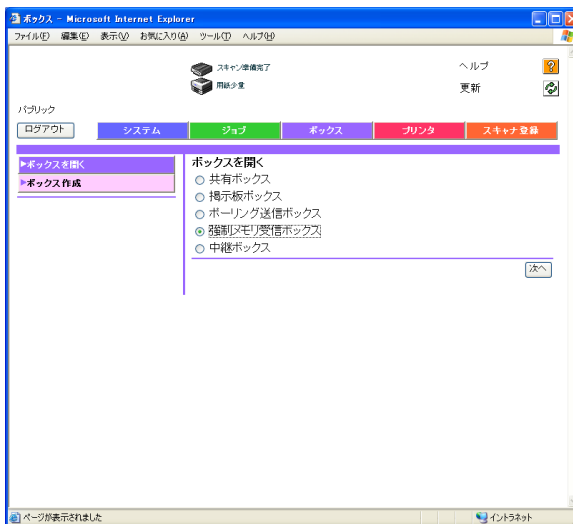 ボックス - Microsoft Internet Explorer
ファイル(F) 編集(E) 表示(V) お気に入り(A) ツール(T) ヘルプ(H)
スキャン準備完了 ヘルプ ?
用紙少量 更新
パブリック
ログアウト システム ジョブ ボックス プリンタ スキャナ登録
ボックスを開く
ボックス作成
ボックスを開く
共有ボックス
掲示板ボックス
ポーリング送信ボックス
強制メモリ受信ボックス
中継ボックス
次へ
ページが表示されました イントラネット